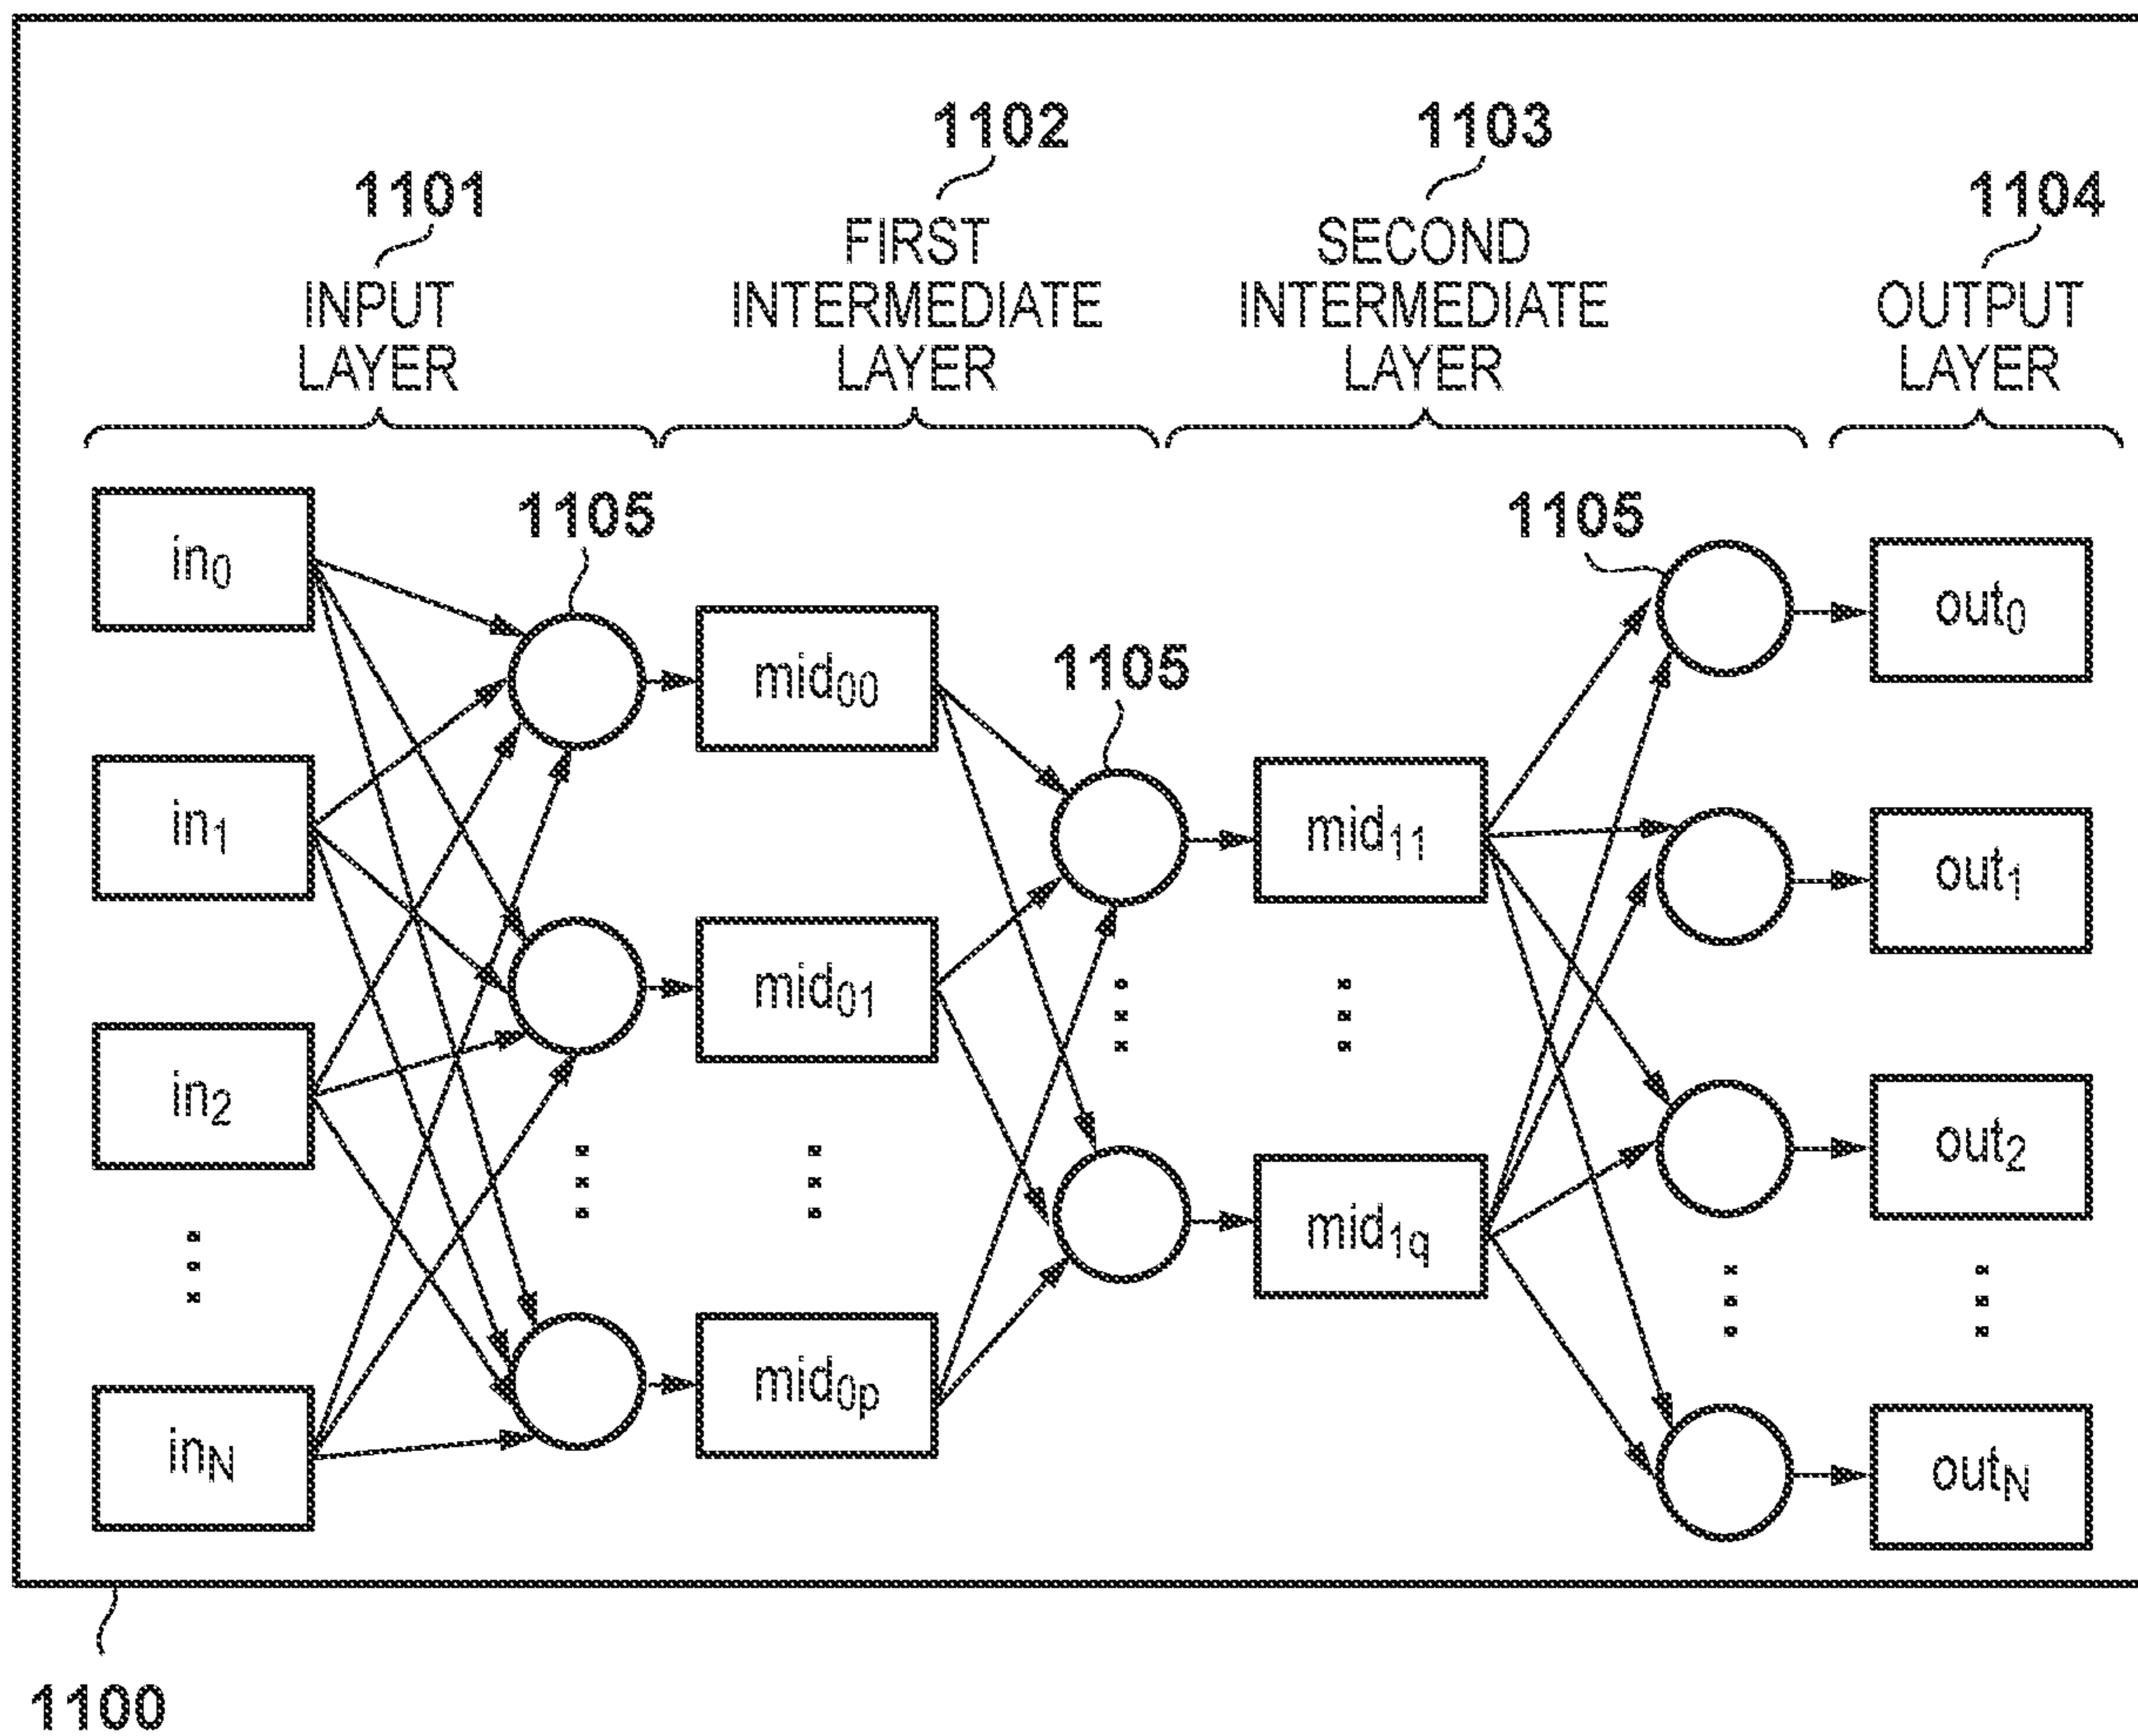 1102
1103
1101
1104
FIRST
INTERMEDIATE
LAYER
SECOND
INTERMEDIATE
LAYER
INPUT
LAYER
OUTPUT
LAYER
1105
1105
1105
in0
in1
in2
inN
mid00
mid01
mid0p
mid11
mid1q
out0
out1
out2
outN
1100